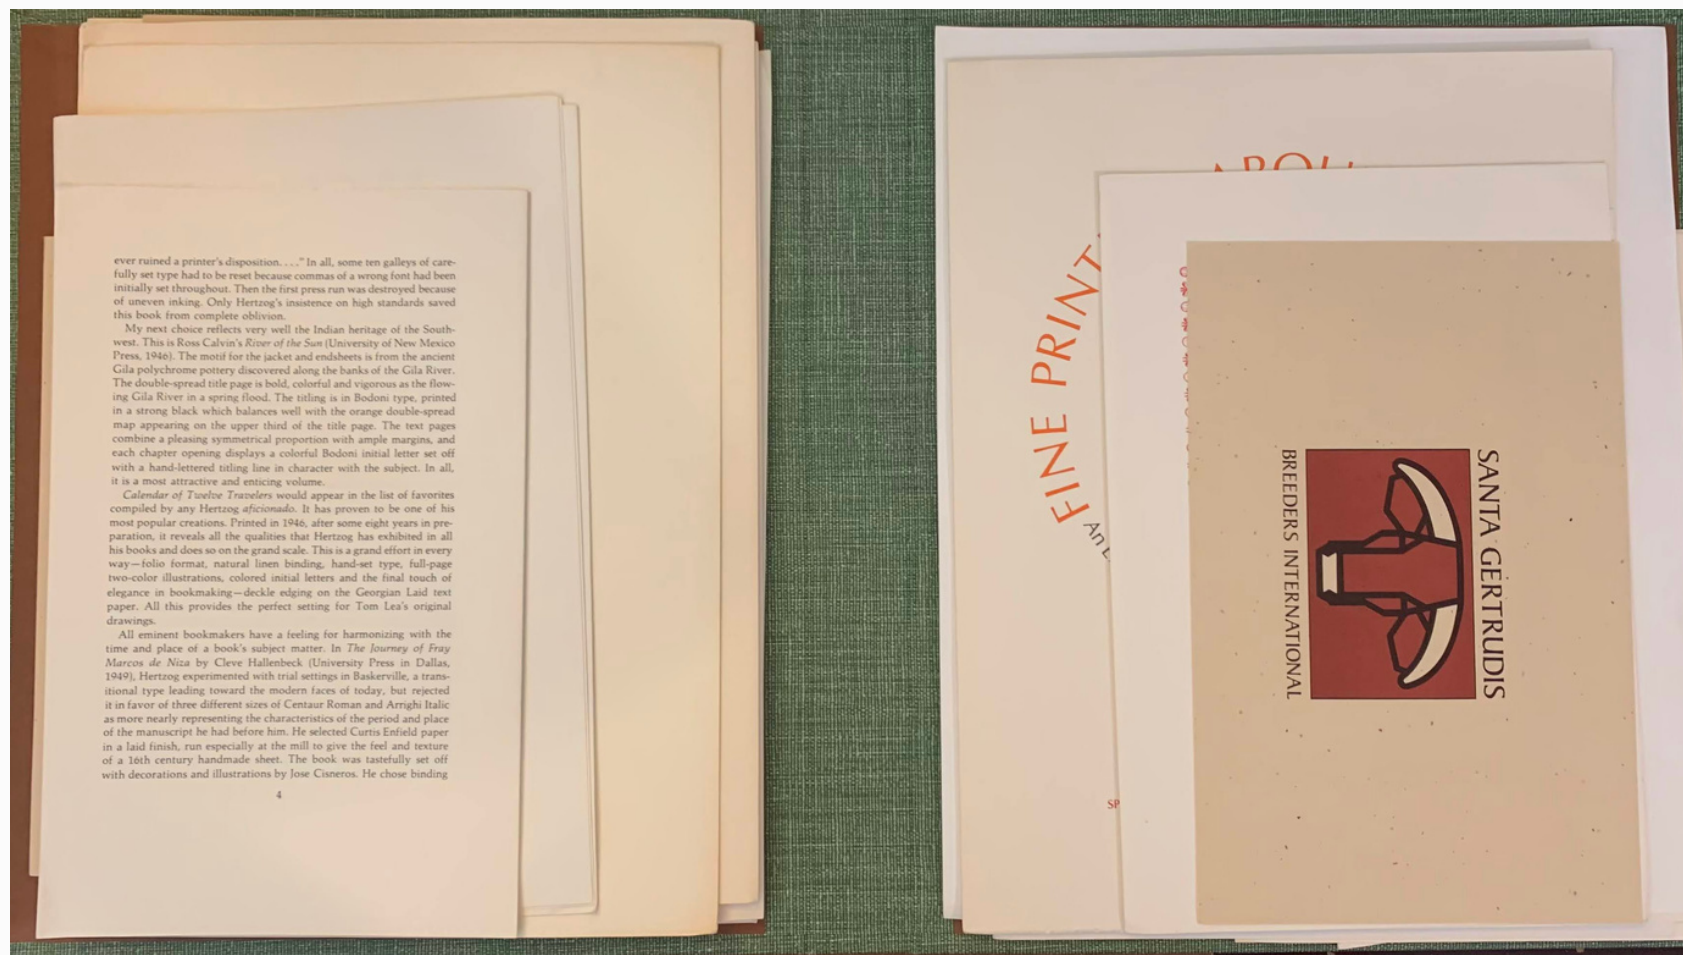 ever ruined a printer's disposition. . . ." In all, some ten galleys of care-
fully set type had to be reset because commas of a wrong font had been
initially set throughout. Then the first press run was destroyed because
of uneven inking. Only Hertzog's insistence on high standards saved
this book from complete oblivion.
My next choice reflects very well the Indian heritage of the South-
west. This is Ross Calvin's River of the Sun (University of New Mexico
Press, 1946). The motif for the jacket and endsheets is from the ancient
Gila polychrome pottery discovered along the banks of the Gila River.
The double-spread title page is bold, colorful and vigorous as the flow-
ing Gila River in a spring flood. The titling is in Bodoni type, printed
in a strong black which balances well with the orange double-spread
map appearing on the upper third of the title page. The text pages
combine a pleasing symmetrical proportion with ample margins, and
each chapter opening displays a colorful Bodoni initial letter set off
with a hand-lettered titling line in character with the subject. In all,
it is a most attractive and enticing volume.
Calendar of Twelve Travelers would appear in the list of favorites
compiled by any Hertzog aficionado. It has proven to be one of his
most popular creations. Printed in 1946, after some eight years in pre-
paration, it reveals all the qualities that Hertzog has exhibited in all
his books and does so on the grand scale. This is a grand effort in every
way—folio format, natural linen binding, hand-set type, full-page
two-color illustrations, colored initial letters and the final touch of
elegance in bookmaking—deckle edging on the Georgian Laid text
paper. All this provides the perfect setting for Tom Lea's original
drawings.
All eminent bookmakers have a feeling for harmonizing with the
time and place of a book's subject matter. In The Journey of Fray
Marcos de Niza by Cleve Hallenbeck (University Press in Dallas,
1949), Hertzog experimented with trial settings in Baskerville, a trans-
itional type leading toward the modern faces of today, but rejected
it in favor of three different sizes of Centaur Roman and Arrighi Italic
as more nearly representing the characteristics of the period and place
of the manuscript he had before him. He selected Curtis Enfield paper
in a laid finish, run especially at the mill to give the feel and texture
of a 16th century handmade sheet. The book was tastefully set off
with decorations and illustrations by Jose Cisneros. He chose binding
4
FINE PRINT
An
SP
SANTA GERTRUDIS
BREEDERS INTERNATIONAL